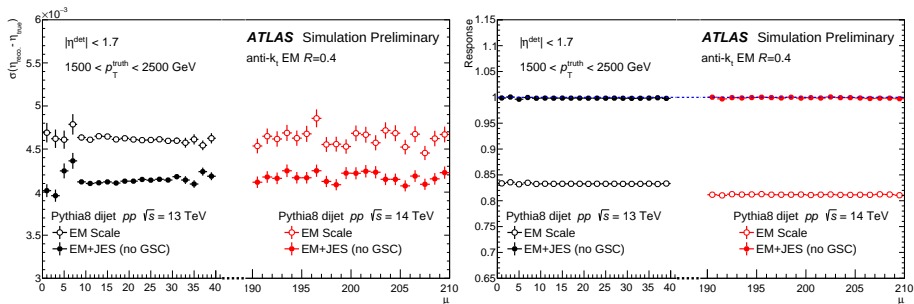 ×10⁻³
σ(η_reco. - η_true)
6
5
4
3
|η^det| < 1.7
1500 < p_T^truth < 2500 GeV
ATLAS Simulation Preliminary
anti-k_t EM R=0.4
Pythia8 dijet pp √s = 13 TeV
EM Scale
EM+JES (no GSC)
Pythia8 dijet pp √s = 14 TeV
EM Scale
EM+JES (no GSC)
0 5 10 15 20 25 30 35 40 190 195 200 205 210
μ
Response
1.15
1.1
1.05
1
0.95
0.9
0.85
0.8
0.75
0.7
0.65
|η^det| < 1.7
1500 < p_T^truth < 2500 GeV
ATLAS Simulation Preliminary
anti-k_t EM R=0.4
Pythia8 dijet pp √s = 13 TeV
EM Scale
EM+JES (no GSC)
Pythia8 dijet pp √s = 14 TeV
EM Scale
EM+JES (no GSC)
0 5 10 15 20 25 30 35 40 190 195 200 205 210
μ